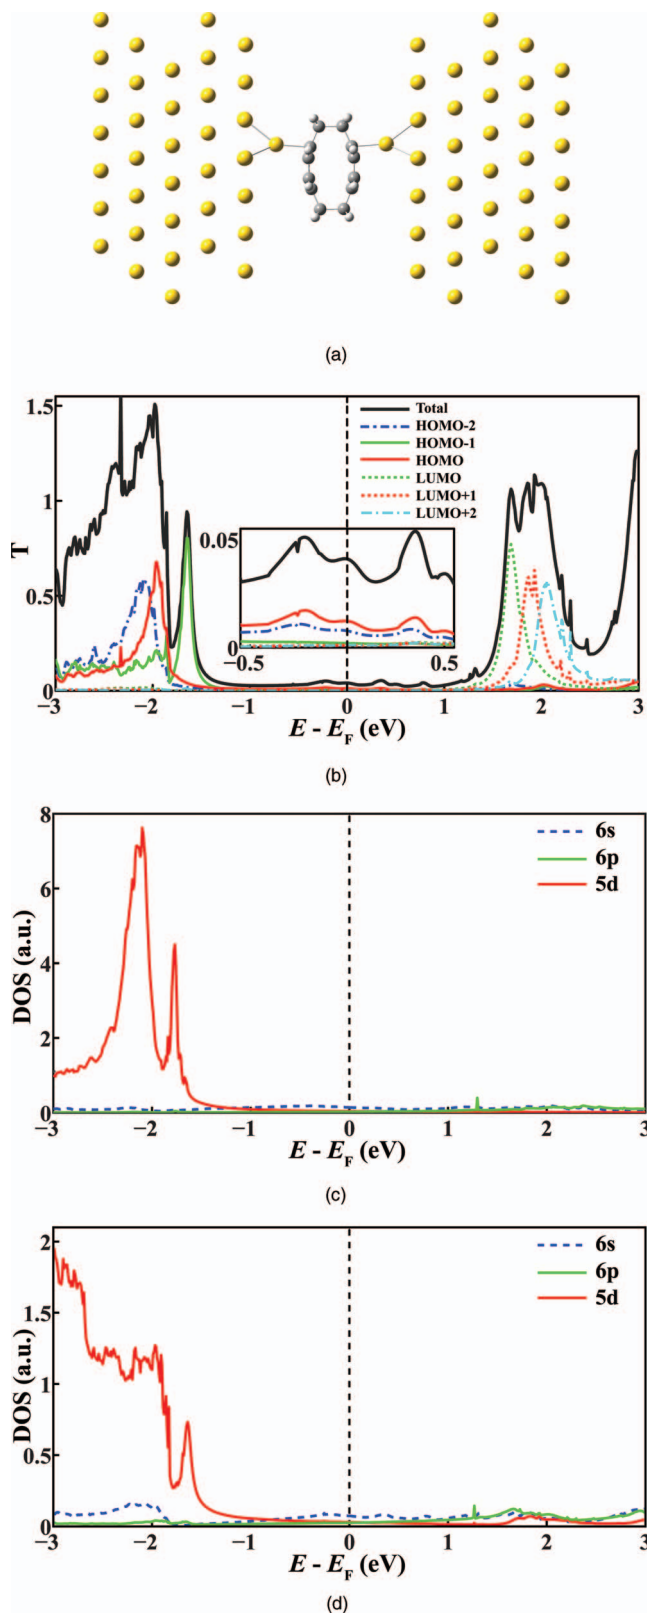 (a)
1.5
1
0.5
0
T
Total
HOMO-2
HOMO-1
HOMO
LUMO
LUMO+1
LUMO+2
0.05
0
−0.5 0.5
−3 −2 −1 0 1 2 3
E - EF (eV)
(b)
8
6
4
2
0
DOS (a.u.)
6s
6p
5d
−3 −2 −1 0 1 2 3
E - EF (eV)
(c)
2
1.5
1
0.5
0
DOS (a.u.)
6s
6p
5d
−3 −2 −1 0 1 2 3
E - EF (eV)
(d)